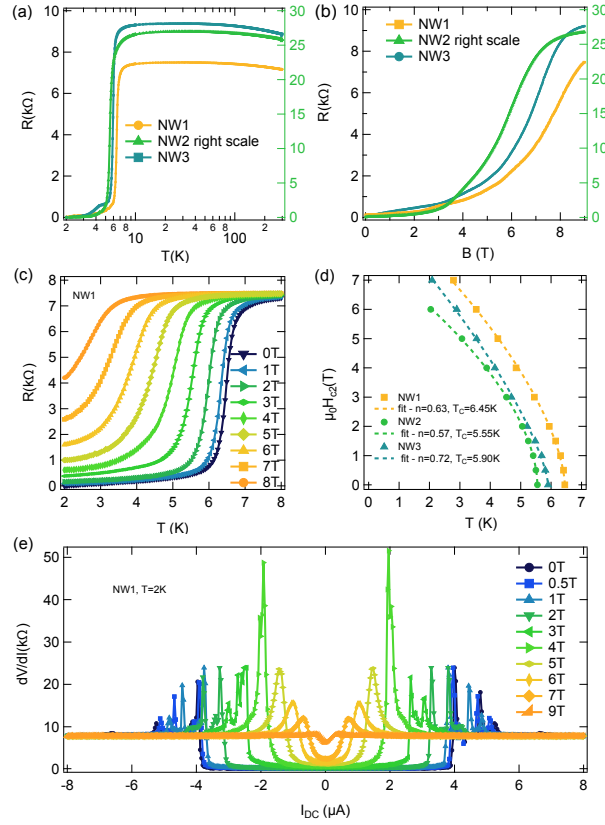 (a)
10
8
6
4
2
0
R(kΩ)
30
25
20
15
10
5
0
NW1
NW2 right scale
NW3
2
4
6
8
10
2
4
6
8
100
2
T(K)
(b)
10
8
6
4
2
0
R(kΩ)
30
25
20
15
10
5
0
NW1
NW2 right scale
NW3
0
2
4
6
8
B (T)
(c)
NW1
8
7
6
5
4
3
2
1
0
R(kΩ)
0T
1T
2T
3T
4T
5T
6T
7T
8T
2
3
4
5
6
7
8
T (K)
(d)
7
6
5
4
3
2
1
0
μ0Hc2(T)
NW1
fit - n=0.63, TC=6.45K
NW2
fit - n=0.57, TC=5.55K
NW3
fit - n=0.72, TC=5.90K
0
1
2
3
4
5
6
7
T (K)
(e)
50
40
30
20
10
0
dV/dI(kΩ)
NW1, T=2K
0T
0.5T
1T
2T
3T
4T
5T
6T
7T
9T
−8
−6
−4
−2
0
2
4
6
8
IDC (μA)